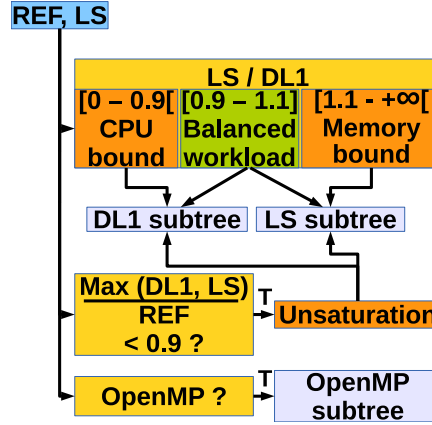 REF, LS
LS / DL1
[0 – 0.9[
CPU
bound
[0.9 – 1.1]
Balanced
workload
[1.1 - +∞[
Memory
bound
DL1 subtree
LS subtree
Max (DL1, LS)
REF
< 0.9 ?
T
Unsaturation
OpenMP ?
T
OpenMP
subtree